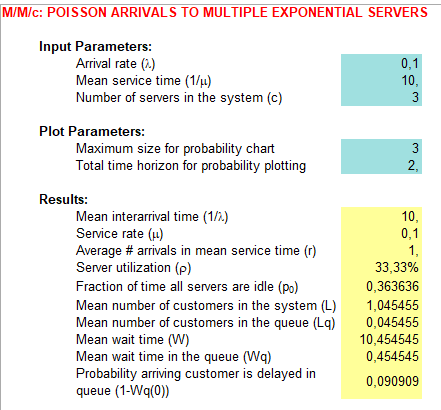 M/M/c: POISSON ARRIVALS TO MULTIPLE EXPONENTIAL SERVERS
Input Parameters:
Arrival rate (λ) 0,1
Mean service time (1/μ) 10,
Number of servers in the system (c) 3
Plot Parameters:
Maximum size for probability chart 3
Total time horizon for probability plotting 2,
Results:
Mean interarrival time (1/λ) 10,
Service rate (μ) 0,1
Average # arrivals in mean service time (r) 1,
Server utilization (ρ) 33,33%
Fraction of time all servers are idle (p₀) 0,363636
Mean number of customers in the system (L) 1,045455
Mean number of customers in the queue (Lq) 0,045455
Mean wait time (W) 10,454545
Mean wait time in the queue (Wq) 0,454545
Probability arriving customer is delayed in
queue (1-Wq(0)) 0,090909